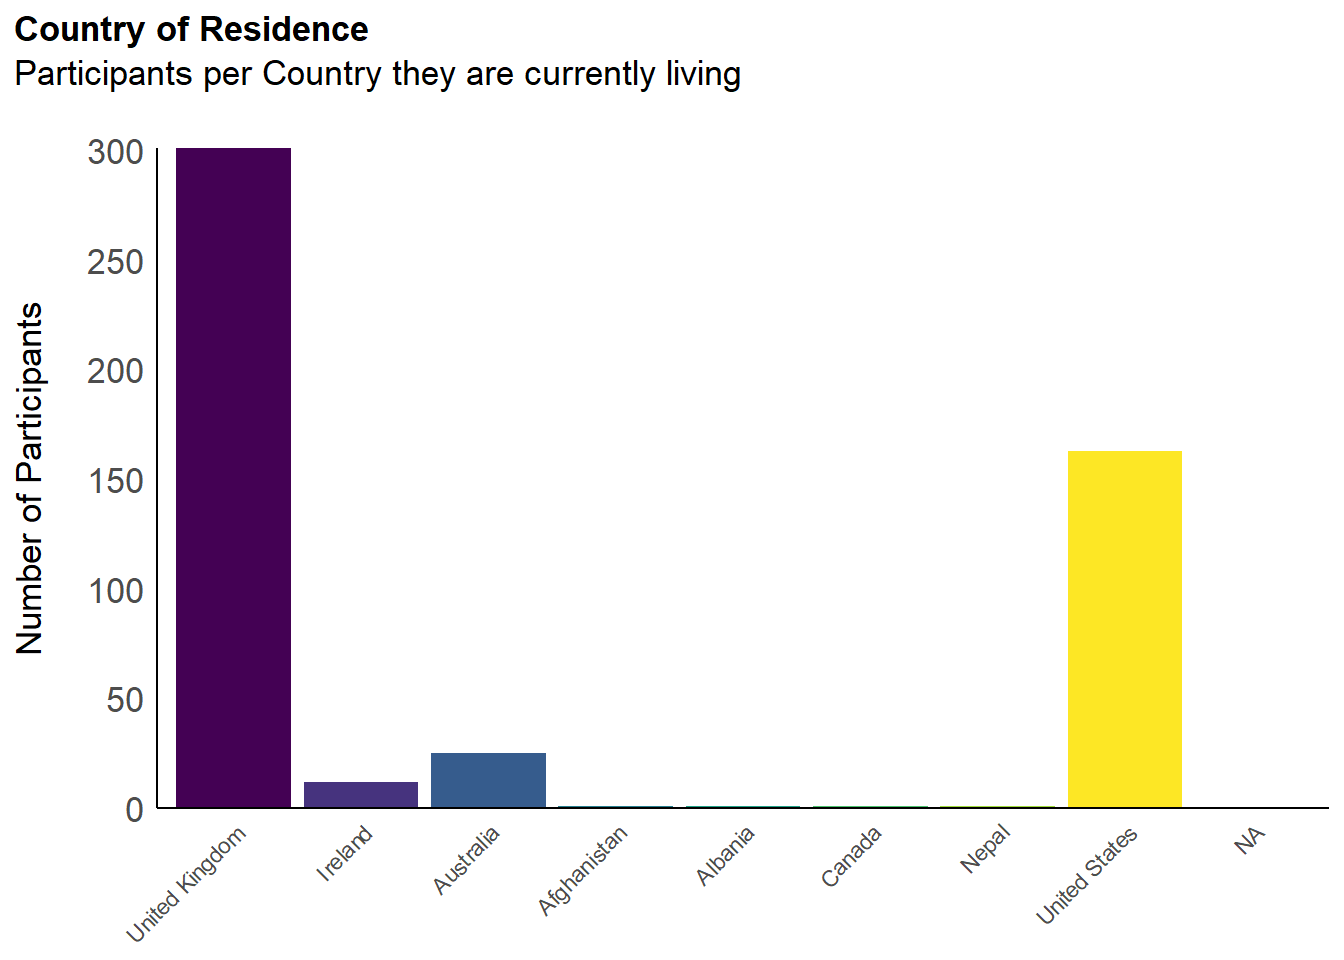 Country of Residence
Participants per Country they are currently living
Number of Participants
300
250
200
150
100
50
0
United Kingdom
Ireland
Australia
Afghanistan
Albania
Canada
Nepal
United States
NA